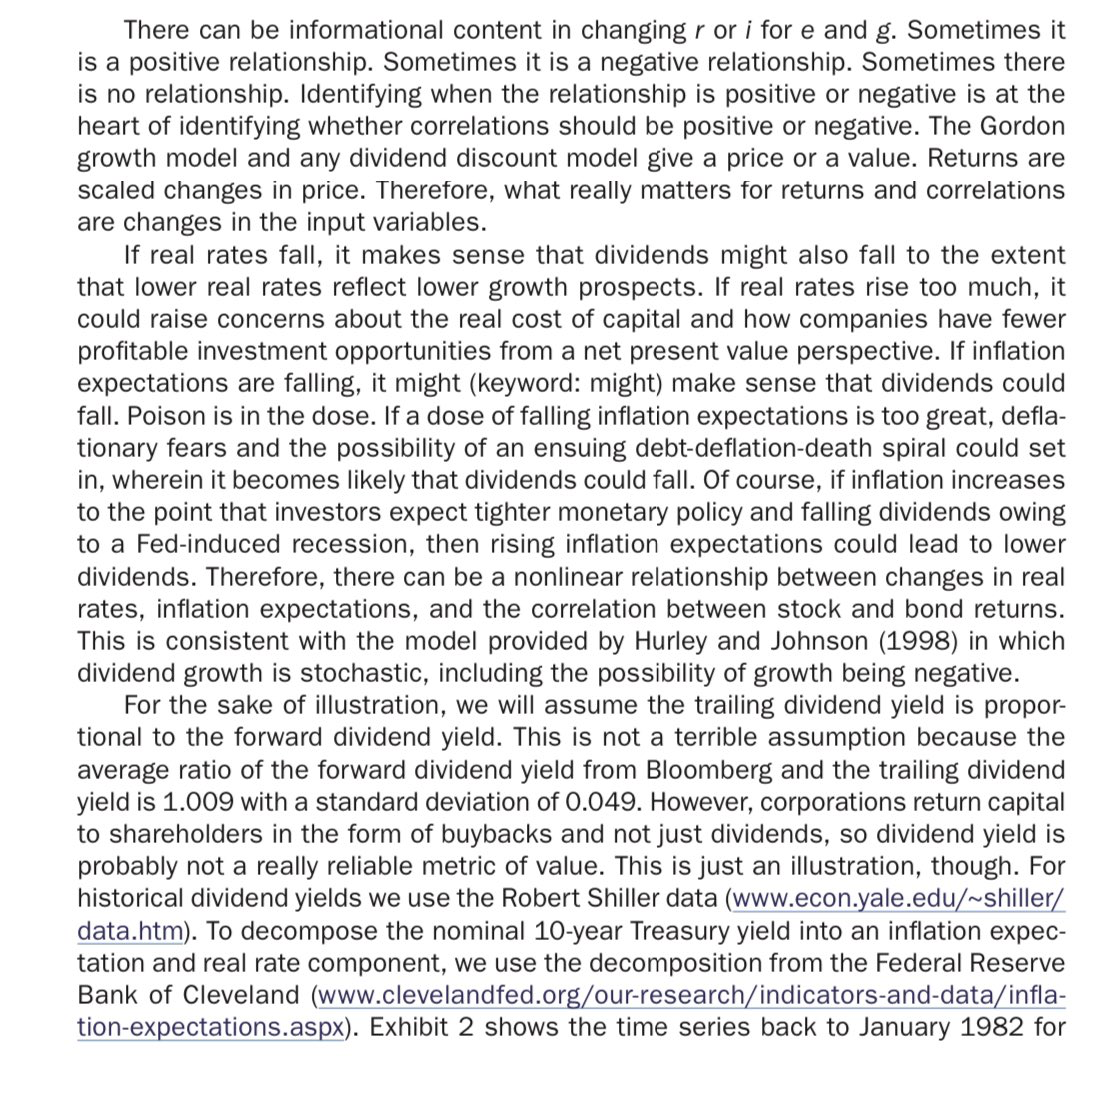 There can be informational content in changing r or i for e and g. Sometimes it
is a positive relationship. Sometimes it is a negative relationship. Sometimes there
is no relationship. Identifying when the relationship is positive or negative is at the
heart of identifying whether correlations should be positive or negative. The Gordon
growth model and any dividend discount model give a price or a value. Returns are
scaled changes in price. Therefore, what really matters for returns and correlations
are changes in the input variables.
If real rates fall, it makes sense that dividends might also fall to the extent
that lower real rates reflect lower growth prospects. If real rates rise too much, it
could raise concerns about the real cost of capital and how companies have fewer
profitable investment opportunities from a net present value perspective. If inflation
expectations are falling, it might (keyword: might) make sense that dividends could
fall. Poison is in the dose. If a dose of falling inflation expectations is too great, defla-
tionary fears and the possibility of an ensuing debt-deflation-death spiral could set
in, wherein it becomes likely that dividends could fall. Of course, if inflation increases
to the point that investors expect tighter monetary policy and falling dividends owing
to a Fed-induced recession, then rising inflation expectations could lead to lower
dividends. Therefore, there can be a nonlinear relationship between changes in real
rates, inflation expectations, and the correlation between stock and bond returns.
This is consistent with the model provided by Hurley and Johnson (1998) in which
dividend growth is stochastic, including the possibility of growth being negative.
For the sake of illustration, we will assume the trailing dividend yield is propor-
tional to the forward dividend yield. This is not a terrible assumption because the
average ratio of the forward dividend yield from Bloomberg and the trailing dividend
yield is 1.009 with a standard deviation of 0.049. However, corporations return capital
to shareholders in the form of buybacks and not just dividends, so dividend yield is
probably not a really reliable metric of value. This is just an illustration, though. For
historical dividend yields we use the Robert Shiller data (www.econ.yale.edu/~shiller/
data.htm). To decompose the nominal 10-year Treasury yield into an inflation expec-
tation and real rate component, we use the decomposition from the Federal Reserve
Bank of Cleveland (www.clevelandfed.org/our-research/indicators-and-data/infla-
tion-expectations.aspx). Exhibit 2 shows the time series back to January 1982 for